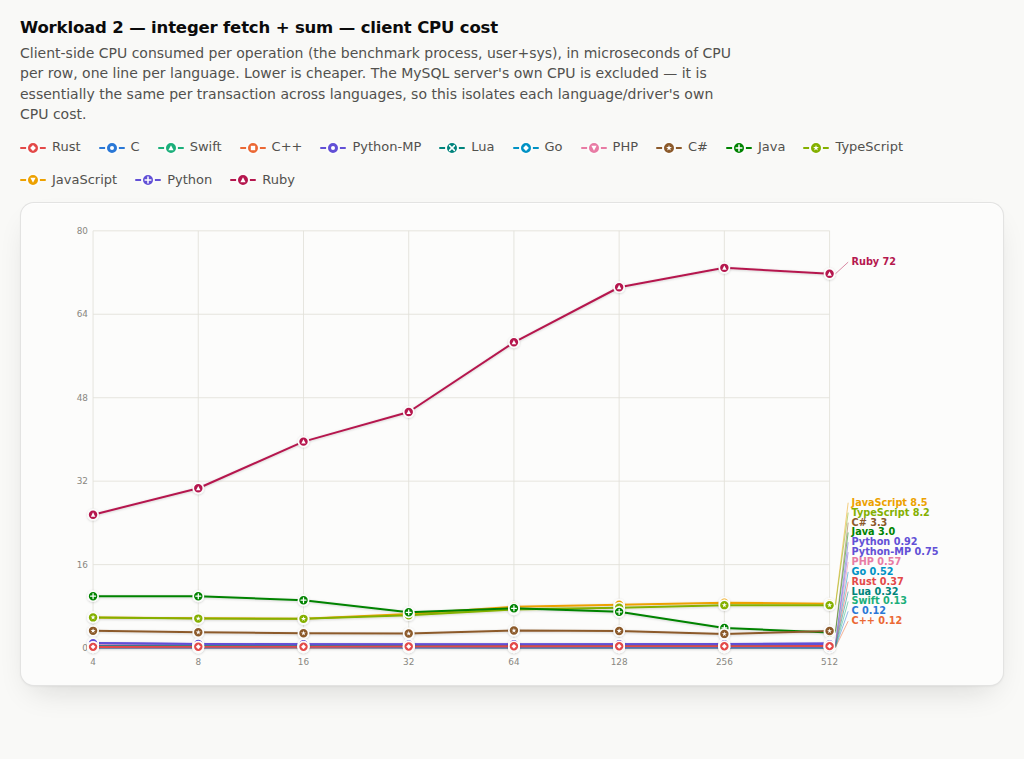 Workload 2 — integer fetch + sum — client CPU cost
Client-side CPU consumed per operation (the benchmark process, user+sys), in microseconds of CPU
per row, one line per language. Lower is cheaper. The MySQL server's own CPU is excluded — it is
essentially the same per transaction across languages, so this isolates each language/driver's own
CPU cost.
Rust C Swift C++ Python-MP Lua Go PHP C# Java TypeScript
JavaScript Python Ruby
80
64
48
32
16
0
4 8 16 32 64 128 256 512
Ruby 72
JavaScript 8.5
TypeScript 8.2
C# 3.3
Java 3.0
Python 0.92
Python-MP 0.75
PHP 0.57
Go 0.52
Rust 0.37
Lua 0.32
Swift 0.13
C 0.12
C++ 0.12